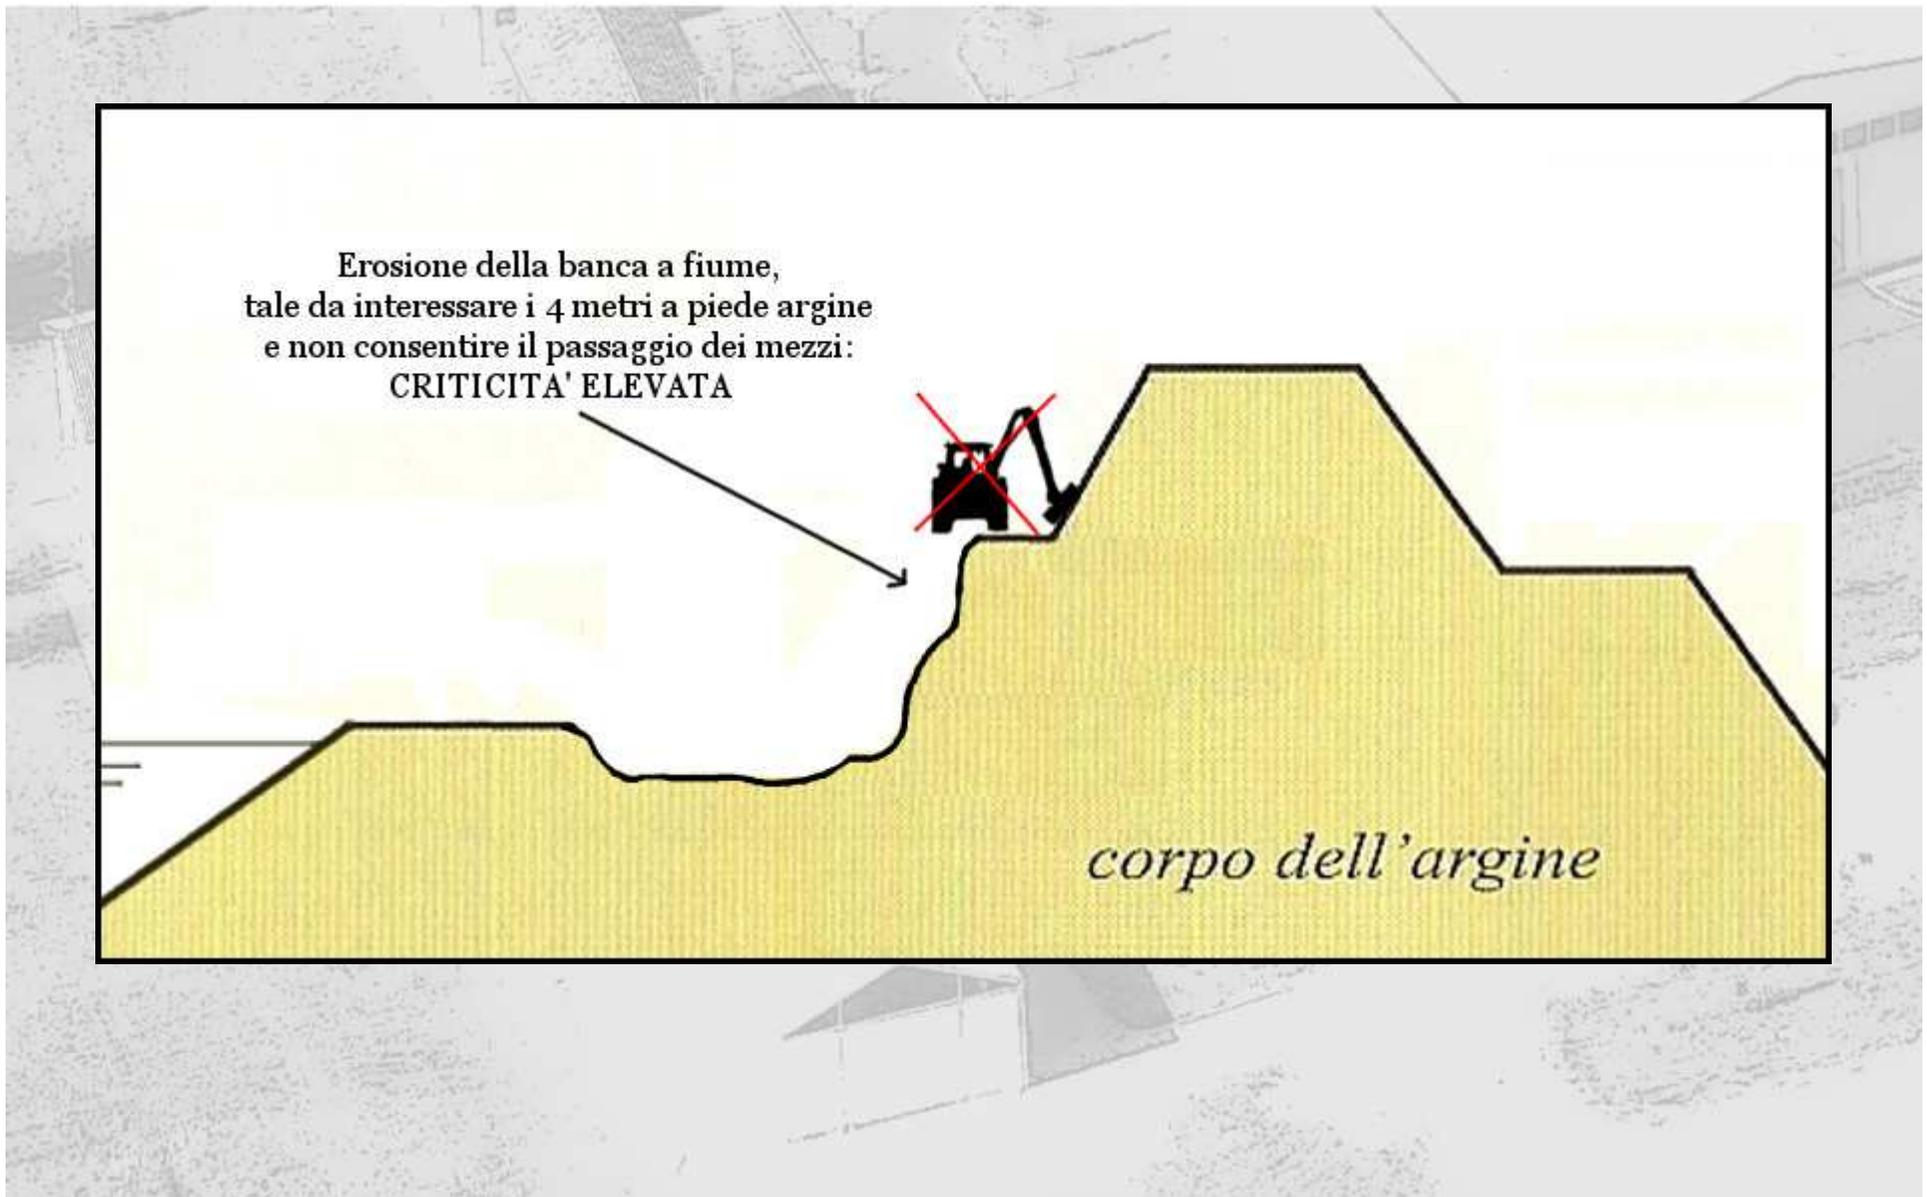 Erosione della banca a fiume,
tale da interessare i 4 metri a piede argine
e non consentire il passaggio dei mezzi:
CRITICITA' ELEVATA
corpo dell'argine